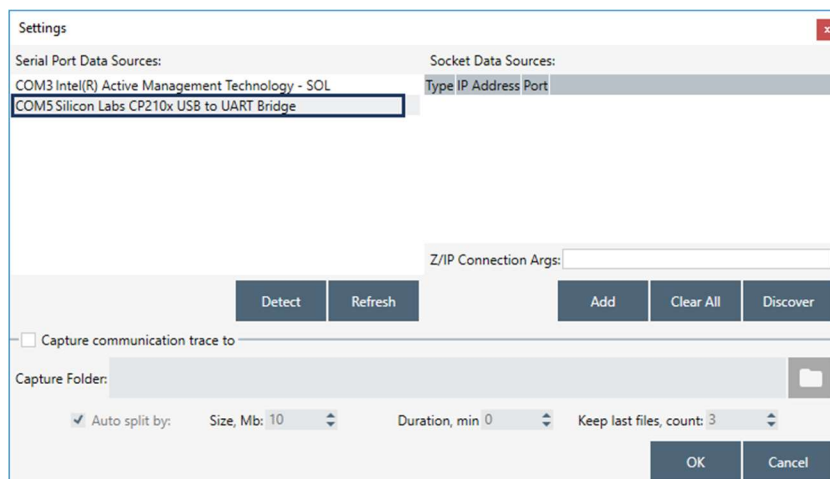 Settings
x
Serial Port Data Sources:
COM3 Intel(R) Active Management Technology - SOL
COM5 Silicon Labs CP210x USB to UART Bridge
Socket Data Sources:
Type IP Address Port
Z/IP Connection Args:
Detect Refresh
Add Clear All Discover
Capture communication trace to
Capture Folder:
Auto split by: Size, Mb: 10 Duration, min 0 Keep last files, count: 3
OK Cancel